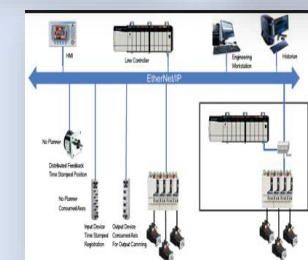 HMI
Line Controller
Engineering
Workstation
Historian
EtherNet/IP
No Planner
Distributed Feedback
Time Stamped Position
No Planner
Consumed Axis
Input Device
Time Stamped
Registration
Output Device
Consumed Axis
For Output Camming